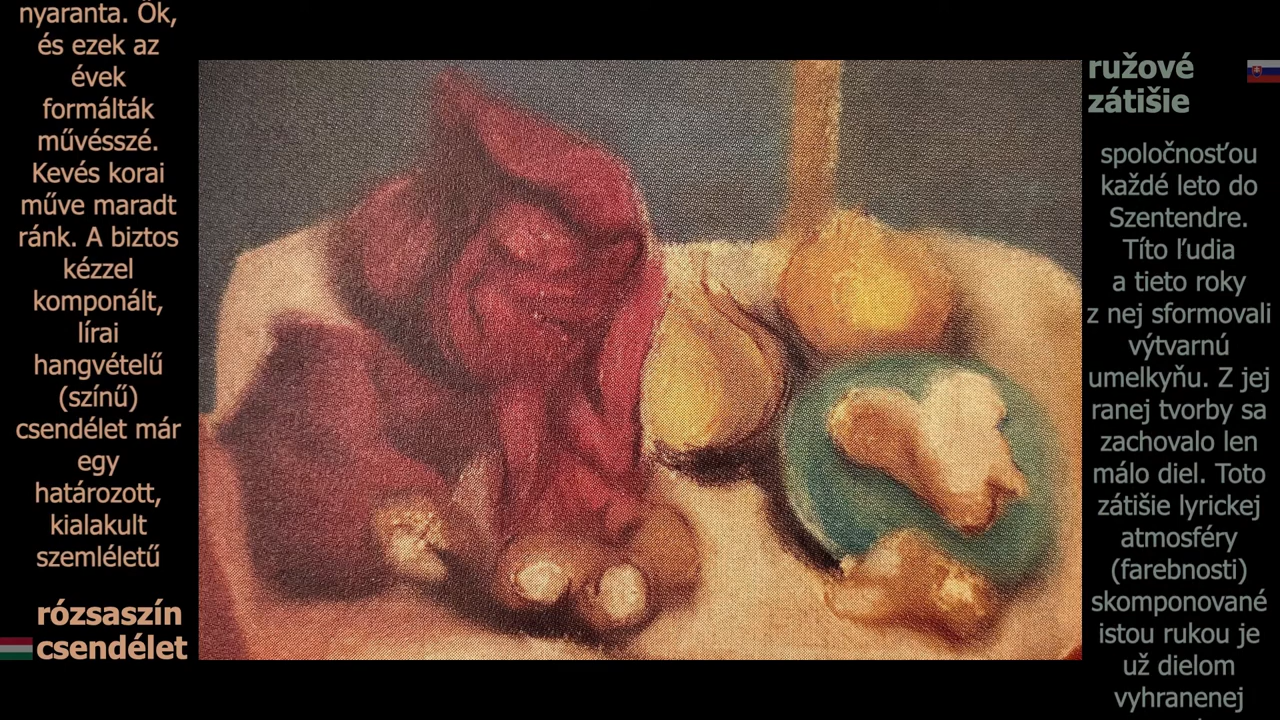 nyaranta. Ők,
és ezek az
évek
formálták
művésszé.
Kevés korai
műve maradt
ránk. A biztos
kézzel
komponált,
lírai
hangvételű
(színű)
csendélet már
egy
határozott,
kialakult
szemléletű
rózsaszín
csendélet
ružové
zátišie
spoločnosťou
každé leto do
Szentendre.
Títo ľudia
a tieto roky
z nej sformovali
výtvarnú
umelkyňu. Z jej
ranej tvorby sa
zachovalo len
málo diel. Toto
zátišie lyrickej
atmosféry
(farebnosti)
skomponované
istou rukou je
už dielom
vyhranenej